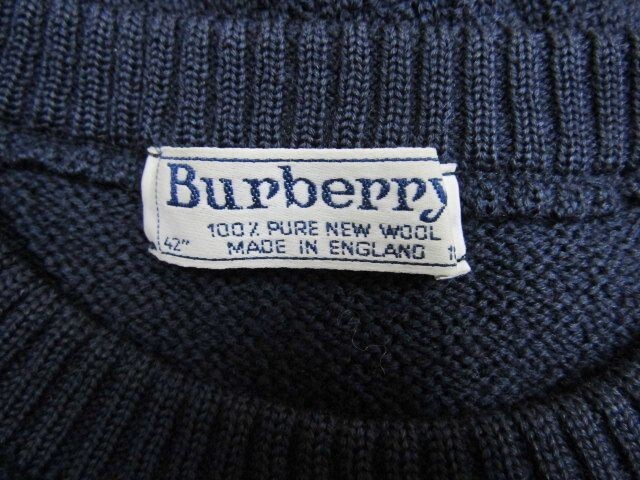 Burberry
100% PURE NEW WOOL
42" MADE IN ENGLAND